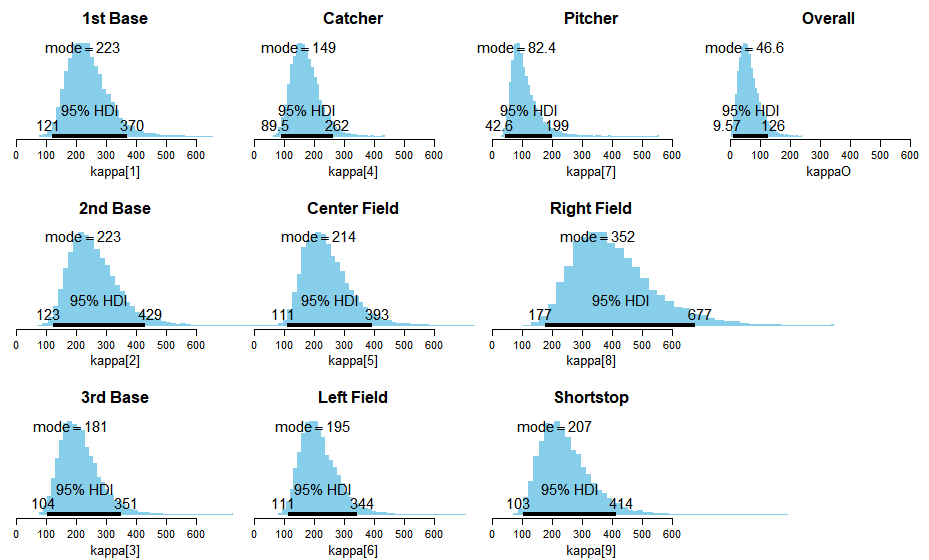 1st Base
Catcher
Pitcher
Overall
mode = 223
mode = 149
mode = 82.4
mode = 46.6
95% HDI
95% HDI
95% HDI
95% HDI
121 370
89.5 262
42.6 199
9.57 126
0 100 200 300 400 500 600
0 100 200 300 400 500 600
0 100 200 300 400 500 600
0 100 200 300 400 500 600
kappa[1]
kappa[4]
kappa[7]
kappaO
2nd Base
Center Field
Right Field
mode = 223
mode = 214
mode = 352
95% HDI
95% HDI
95% HDI
123 429
111 393
177 677
0 100 200 300 400 500 600
0 100 200 300 400 500 600
0 100 200 300 400 500 600
kappa[2]
kappa[5]
kappa[8]
3rd Base
Left Field
Shortstop
mode = 181
mode = 195
mode = 207
95% HDI
95% HDI
95% HDI
104 351
111 344
103 414
0 100 200 300 400 500 600
0 100 200 300 400 500 600
0 100 200 300 400 500 600
kappa[3]
kappa[6]
kappa[9]